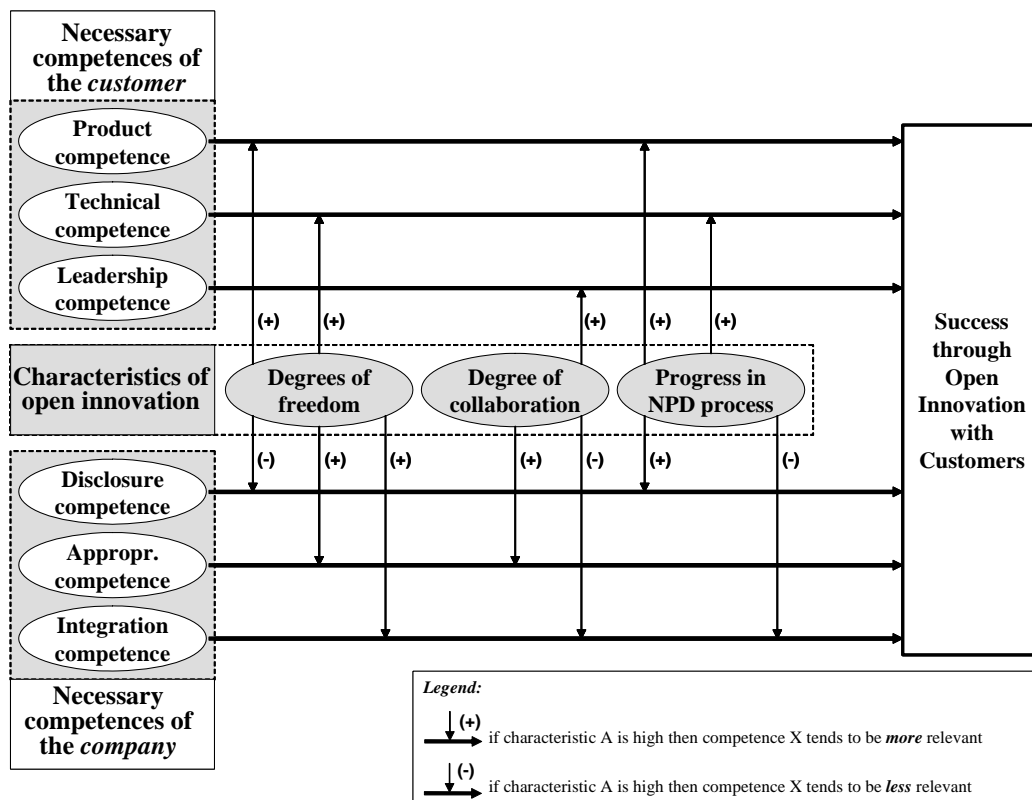 Necessary
competences of
the customer
Product
competence
Technical
competence
Leadership
competence
(+)
(+)
(+)
(+)
(+)
Characteristics of
open innovation
Degrees of
freedom
Degree of
collaboration
Progress in
NPD process
(-)
(+)
(+)
(+)
(-)
(+)
(-)
Disclosure
competence
Appropr.
competence
Integration
competence
Necessary
competences of
the company
Success
through
Open
Innovation
with
Customers
Legend:
(+)
if characteristic A is high then competence X tends to be more relevant
(-)
if characteristic A is high then competence X tends to be less relevant